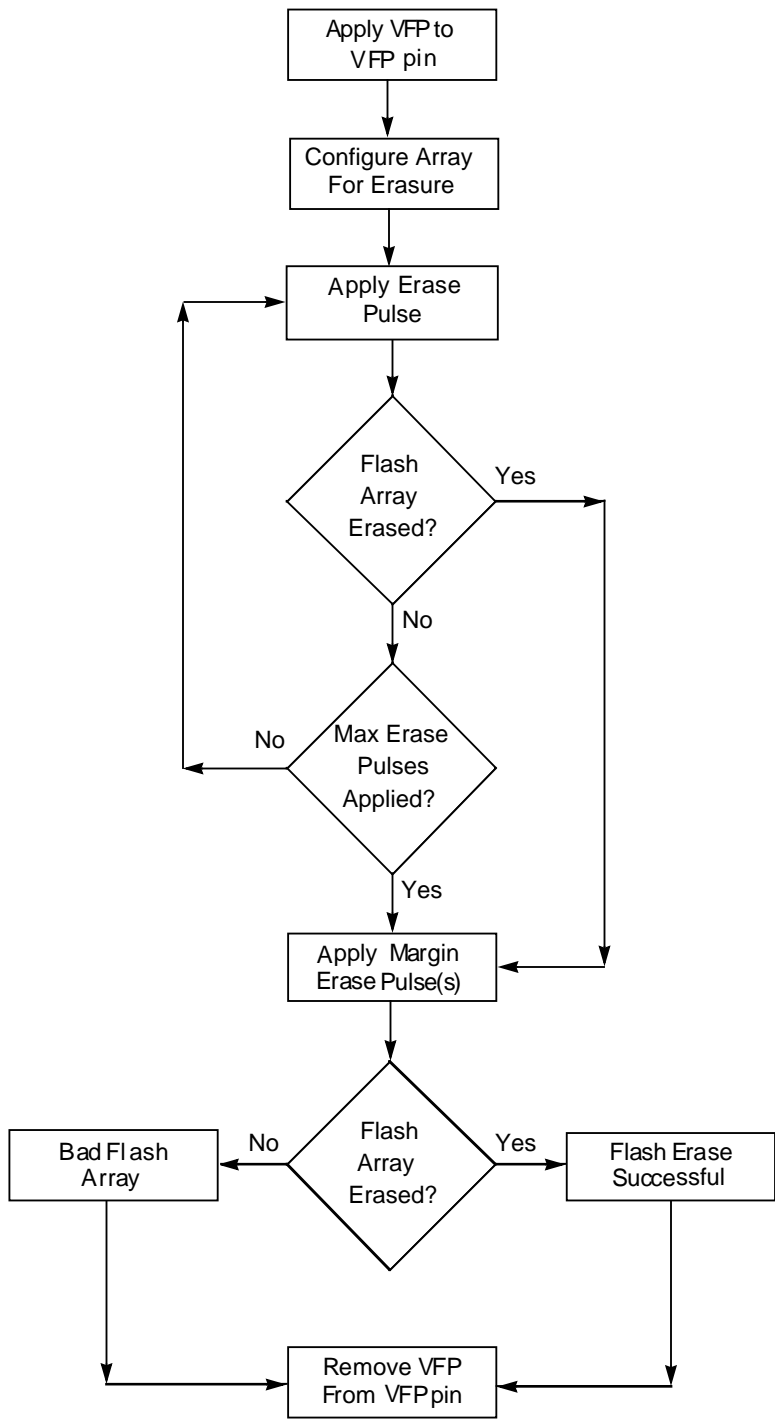 Apply VFP to
VFP pin
Configure Array
For Erasure
Apply Erase
Pulse
Flash
Array
Erased?
Yes
No
Max Erase
Pulses
Applied?
No
Yes
Apply Margin
Erase Pulse(s)
Flash
Array
Erased?
No
Yes
Bad Flash
Array
Flash Erase
Successful
Remove VFP
From VFP pin